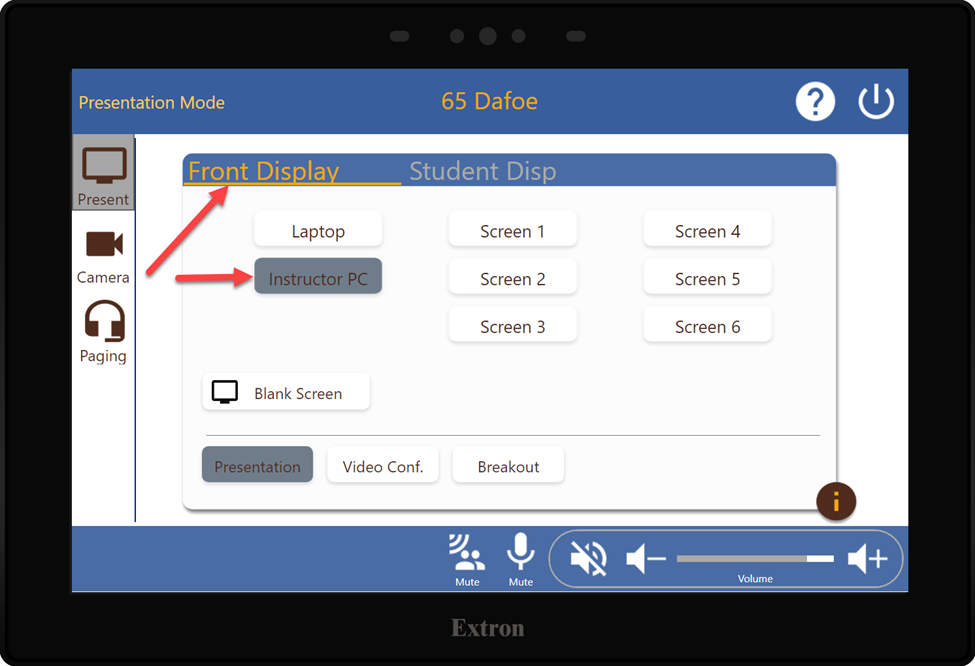 Presentation Mode
65 Dafoe
?
Present
Camera
Paging
Front Display
Student Disp
Laptop
Screen 1
Screen 4
Instructor PC
Screen 2
Screen 5
Screen 3
Screen 6
Blank Screen
Presentation
Video Conf.
Breakout
i
Mute
Mute
Volume
Extron